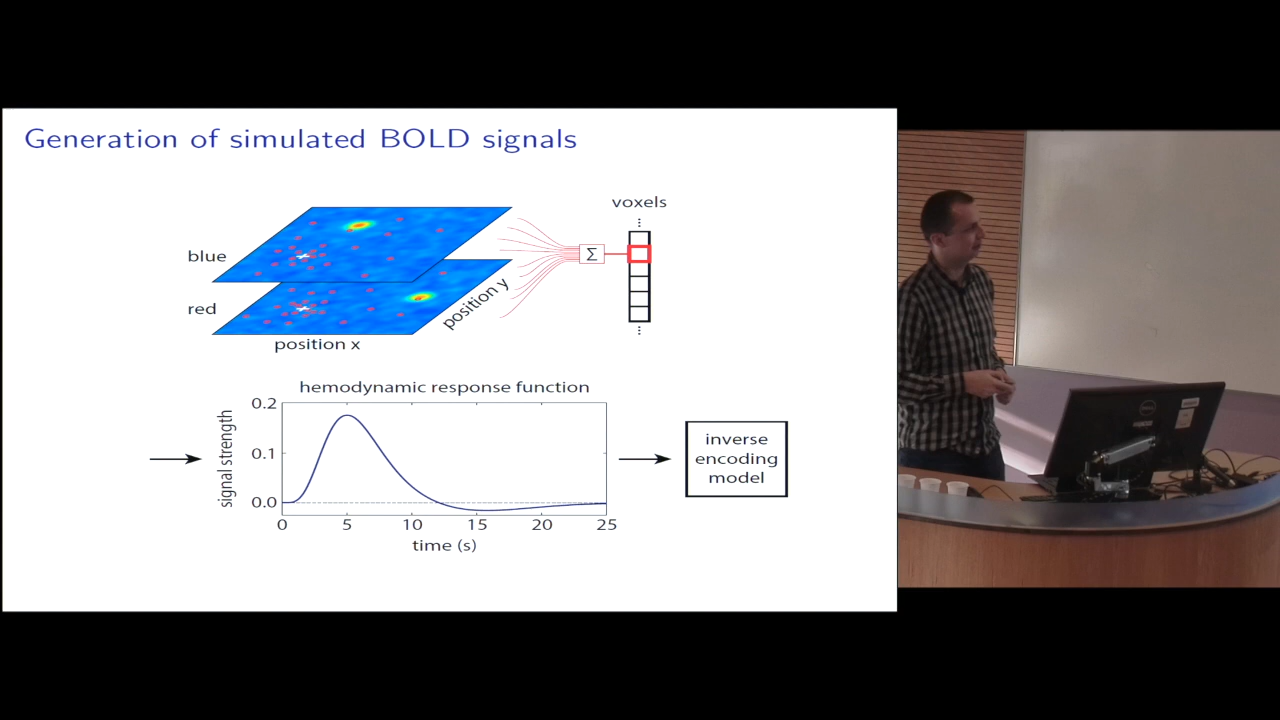 Generation of simulated BOLD signals
voxels
blue
Σ
red
position y
position x
hemodynamic response function
signal strength
0.2
0.1
0.0
0
5
10
15
20
25
time (s)
inverse
encoding
model
DELL